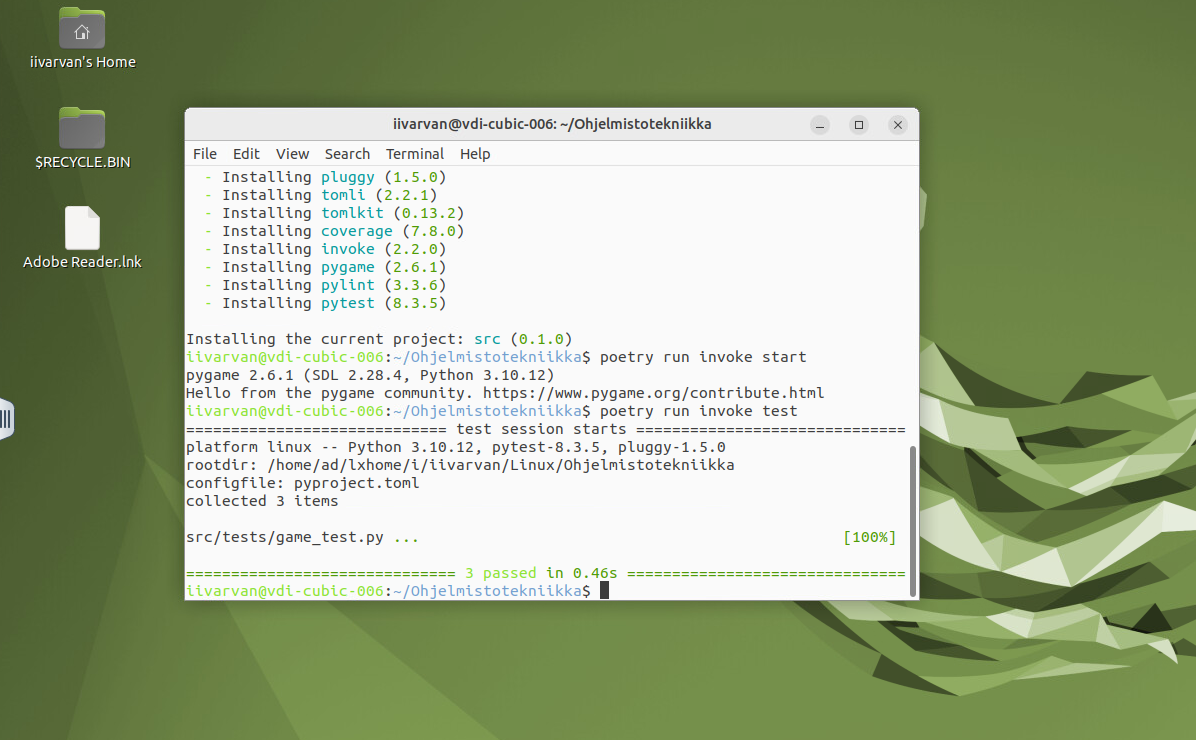 iivarvan's Home
$RECYCLE.BIN
Adobe Reader.lnk
iivarvan@vdi-cubic-006: ~/Ohjelmistotekniikka
File Edit View Search Terminal Help
- Installing pluggy (1.5.0)
- Installing tomli (2.2.1)
- Installing tomlkit (0.13.2)
- Installing coverage (7.8.0)
- Installing invoke (2.2.0)
- Installing pygame (2.6.1)
- Installing pylint (3.3.6)
- Installing pytest (8.3.5)
Installing the current project: src (0.1.0)
iivarvan@vdi-cubic-006:~/Ohjelmistotekniikka$ poetry run invoke start
pygame 2.6.1 (SDL 2.28.4, Python 3.10.12)
Hello from the pygame community. https://www.pygame.org/contribute.html
iivarvan@vdi-cubic-006:~/Ohjelmistotekniikka$ poetry run invoke test
============================= test session starts ==============================
platform linux -- Python 3.10.12, pytest-8.3.5, pluggy-1.5.0
rootdir: /home/ad/lxhome/i/iivarvan/Linux/Ohjelmistotekniikka
configfile: pyproject.toml
collected 3 items
src/tests/game_test.py ... [100%]
============================== 3 passed in 0.46s ===============================
iivarvan@vdi-cubic-006:~/Ohjelmistotekniikka$